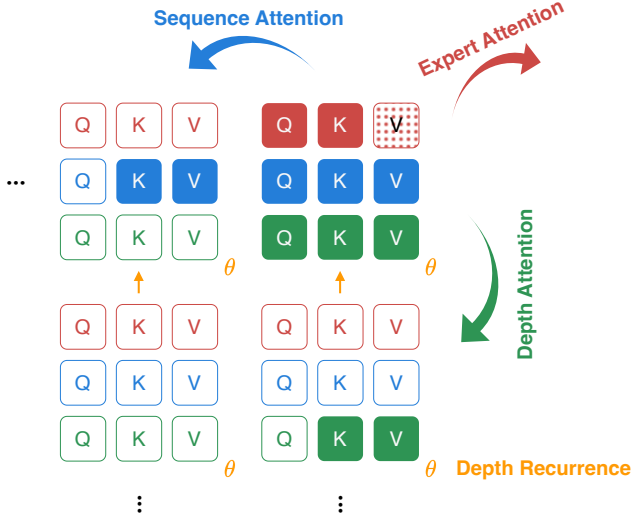 Sequence Attention
Expert Attention
Q K V Q K V
... Q K V Q K V
Q K V Q K V
θ θ
Depth Attention
Q K V Q K V
Q K V Q K V
Q K V Q K V
θ θ Depth Recurrence
⋮ ⋮